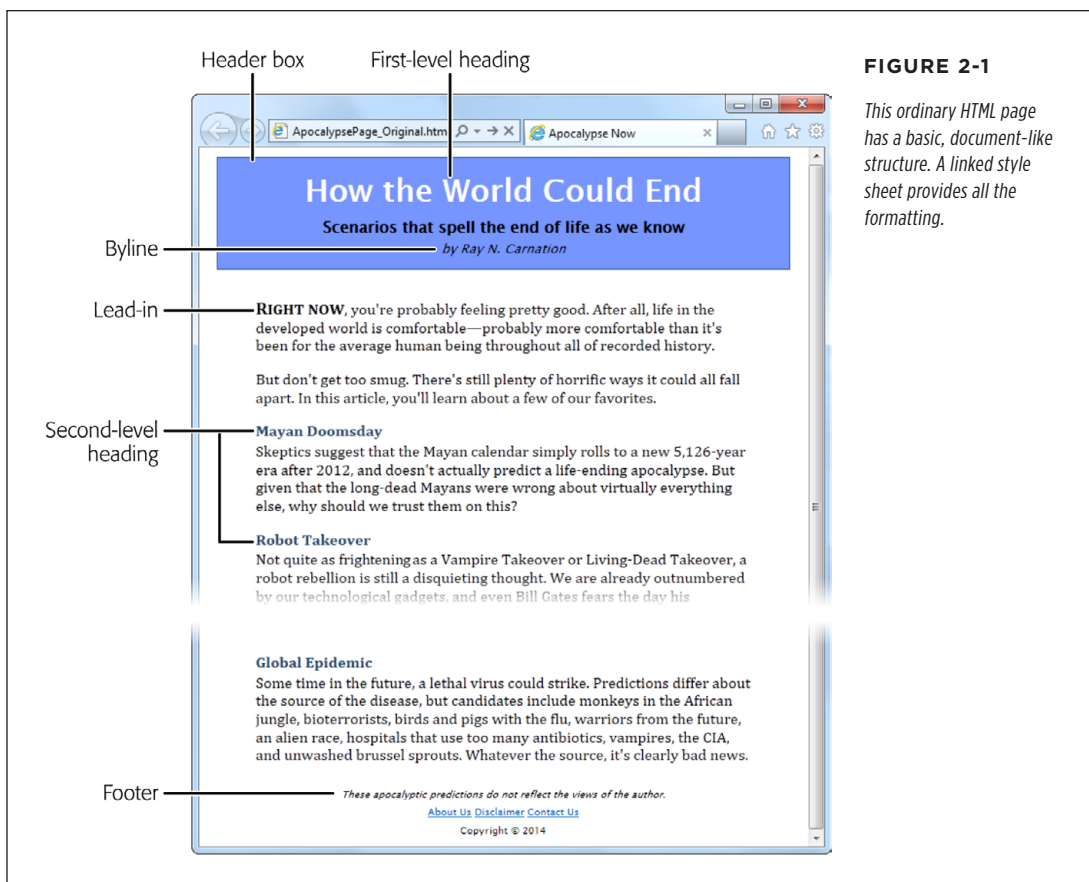 Header box
First-level heading
FIGURE 2-1
This ordinary HTML page
has a basic, document-like
structure. A linked style
sheet provides all the
formatting.
ApocalypsePage_Original.htm
Apocalypse Now
How the World Could End
Scenarios that spell the end of life as we know
Byline
by Ray N. Carnation
Lead-in
RIGHT NOW, you're probably feeling pretty good. After all, life in the
developed world is comfortable—probably more comfortable than it's
been for the average human being throughout all of recorded history.
But don't get too smug. There's still plenty of horrific ways it could all fall
apart. In this article, you'll learn about a few of our favorites.
Second-level
heading
Mayan Doomsday
Skeptics suggest that the Mayan calendar simply rolls to a new 5,126-year
era after 2012, and doesn't actually predict a life-ending apocalypse. But
given that the long-dead Mayans were wrong about virtually everything
else, why should we trust them on this?
Robot Takeover
Not quite as frightening as a Vampire Takeover or Living-Dead Takeover, a
robot rebellion is still a disquieting thought. We are already outnumbered
by our technological gadgets, and even Bill Gates fears the day his
Global Epidemic
Some time in the future, a lethal virus could strike. Predictions differ about
the source of the disease, but candidates include monkeys in the African
jungle, bioterrorists, birds and pigs with the flu, warriors from the future,
an alien race, hospitals that use too many antibiotics, vampires, the CIA,
and unwashed brussel sprouts. Whatever the source, it's clearly bad news.
Footer
These apocalyptic predictions do not reflect the views of the author.
About Us Disclaimer Contact Us
Copyright © 2014